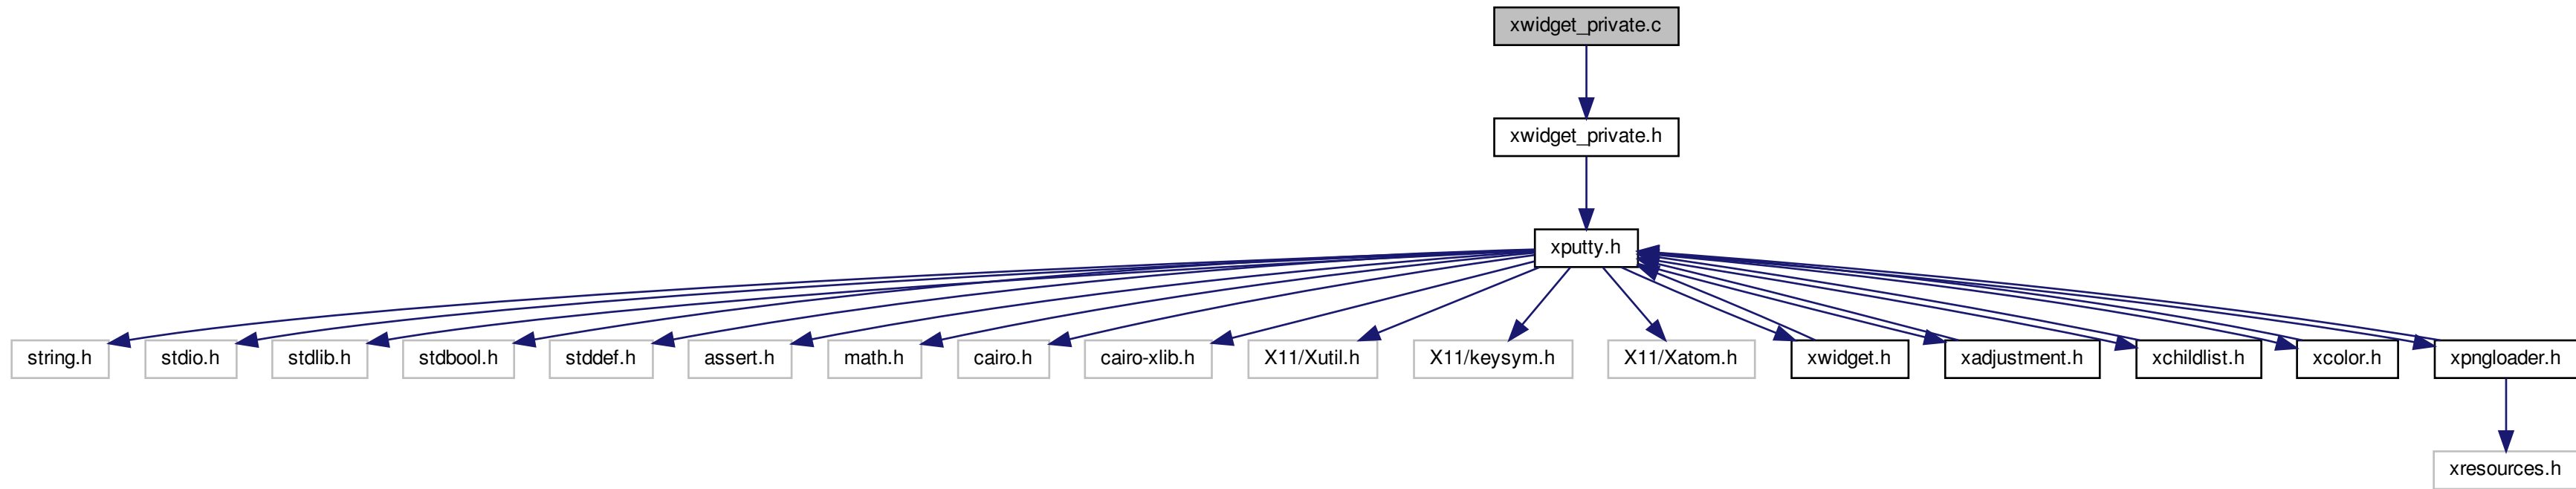 xwidget_private.c
xwidget_private.h
xputty.h
string.h
stdio.h
stdlib.h
stdbool.h
stddef.h
assert.h
math.h
cairo.h
cairo-xlib.h
X11/Xutil.h
X11/keysym.h
X11/Xatom.h
xwidget.h
xadjustment.h
xchildlist.h
xcolor.h
xpngloader.h
xresources.h